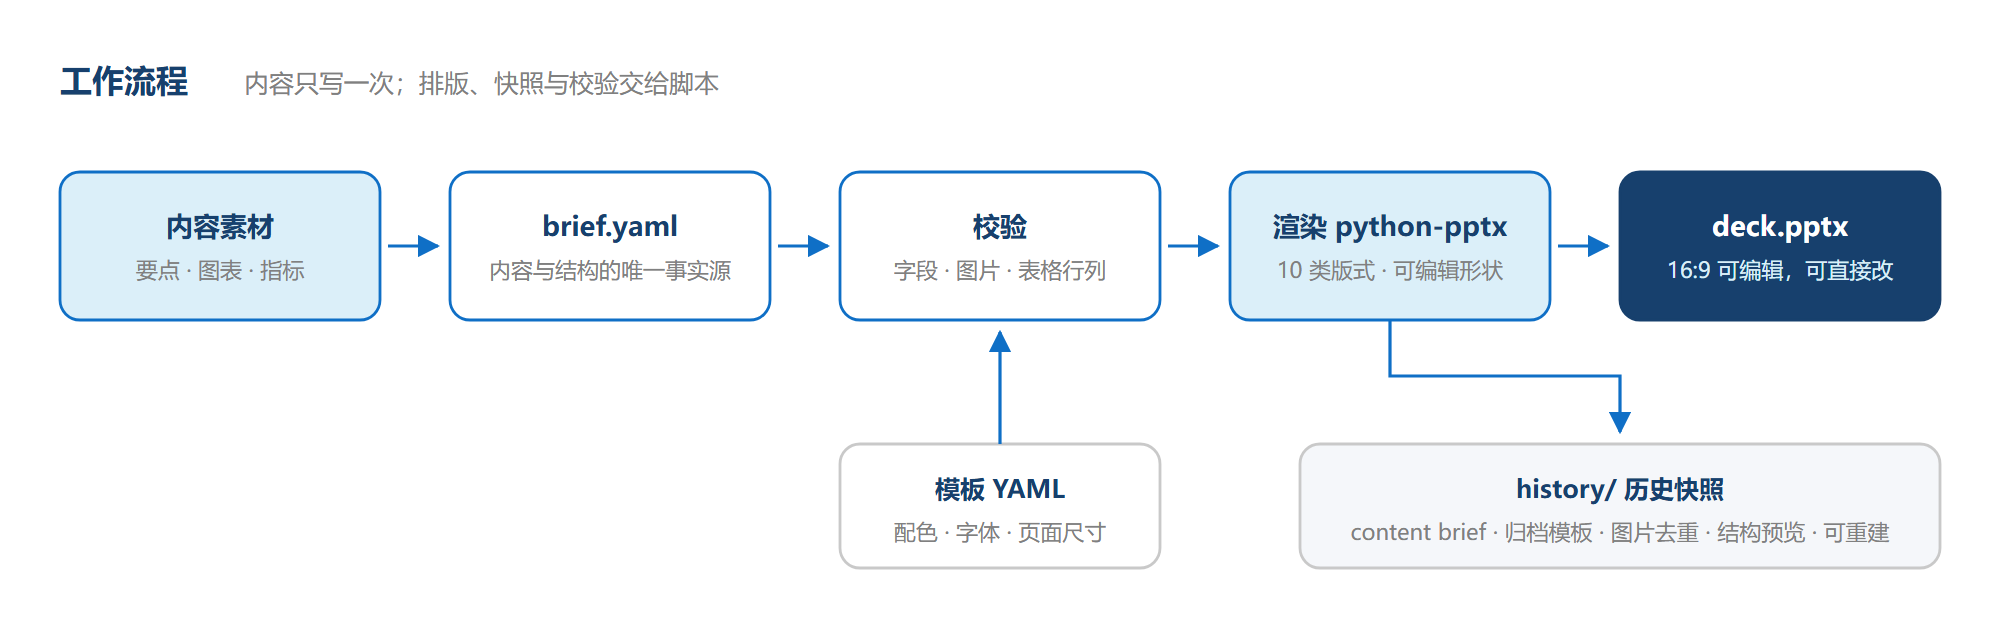 工作流程
内容只写一次；排版、快照与校验交给脚本
内容素材
要点 · 图表 · 指标
brief.yaml
内容与结构的唯一事实源
校验
字段 · 图片 · 表格行列
渲染 python-pptx
10 类版式 · 可编辑形状
deck.pptx
16:9 可编辑，可直接改
模板 YAML
配色 · 字体 · 页面尺寸
history/ 历史快照
content brief · 归档模板 · 图片去重 · 结构预览 · 可重建